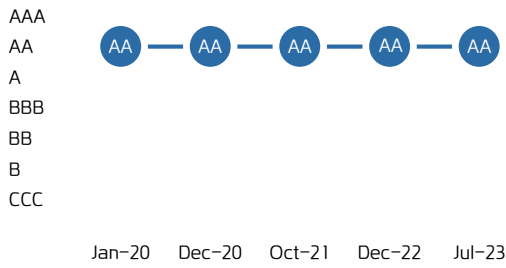 AAA
AA AA AA AA AA AA
A
BBB
BB
B
CCC
Jan–20 Dec–20 Oct–21 Dec–22 Jul–23